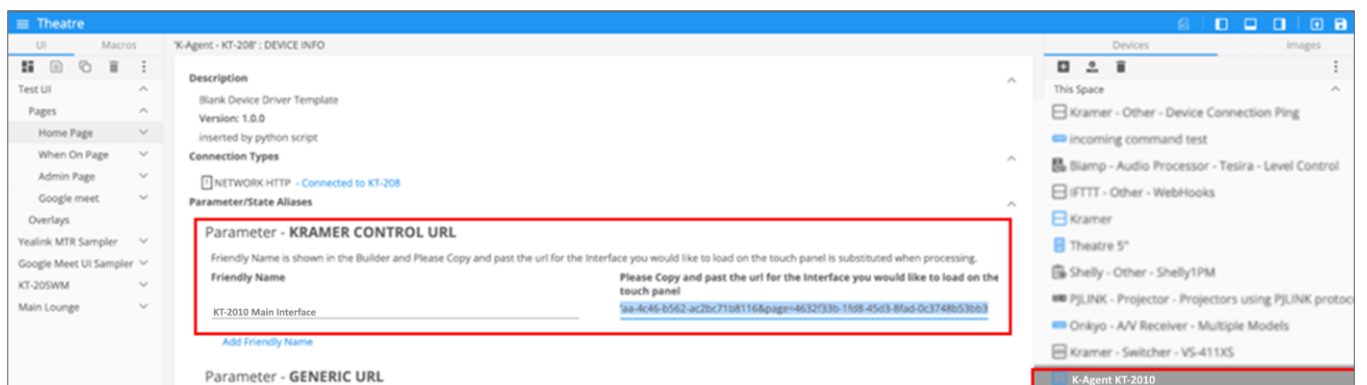 Theatre
UI Macros
Test UI
Pages
Home Page
When On Page
Admin Page
Google meet
Overlays
Yealink MTR Sampler
Google Meet UI Sampler
KT-205WM
Main Lounge
'K-Agent - KT-208' : DEVICE INFO
Description
Blank Device Driver Template
Version: 1.0.0
inserted by python script
Connection Types
NETWORK HTTP - Connected to KT-208
Parameter/State Aliases
Parameter - KRAMER CONTROL URL
Friendly Name is shown in the Builder and Please Copy and past the url for the Interface you would like to load on the touch panel is substituted when processing.
Friendly Name
KT-2010 Main Interface
Please Copy and past the url for the Interface you would like to load on the
touch panel
'aa-4c46-b562-ac2bc71b8116&page=4632f33b-1fd8-45d3-8fad-0c3748b53bb3
Add Friendly Name
Parameter - GENERIC URL
Devices Images
This Space
Kramer - Other - Device Connection Ping
incoming command test
Biamp - Audio Processor - Tesira - Level Control
IFTTT - Other - WebHooks
Kramer
Theatre 5"
Shelly - Other - Shelly1PM
PJLINK - Projector - Projectors using PJLINK protoc
Onkyo - A/V Receiver - Multiple Models
Kramer - Switcher - VS-411XS
K-Agent KT-2010